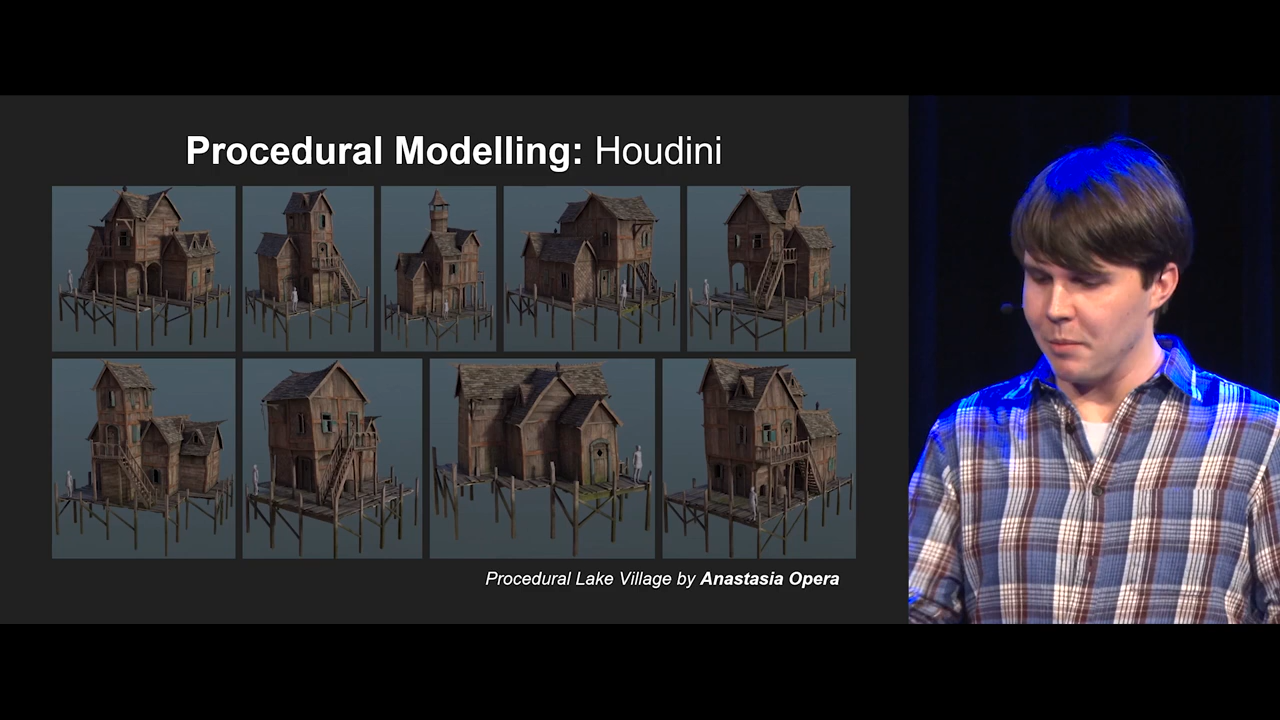 Procedural Modelling: Houdini
Procedural Lake Village by Anastasia Opera